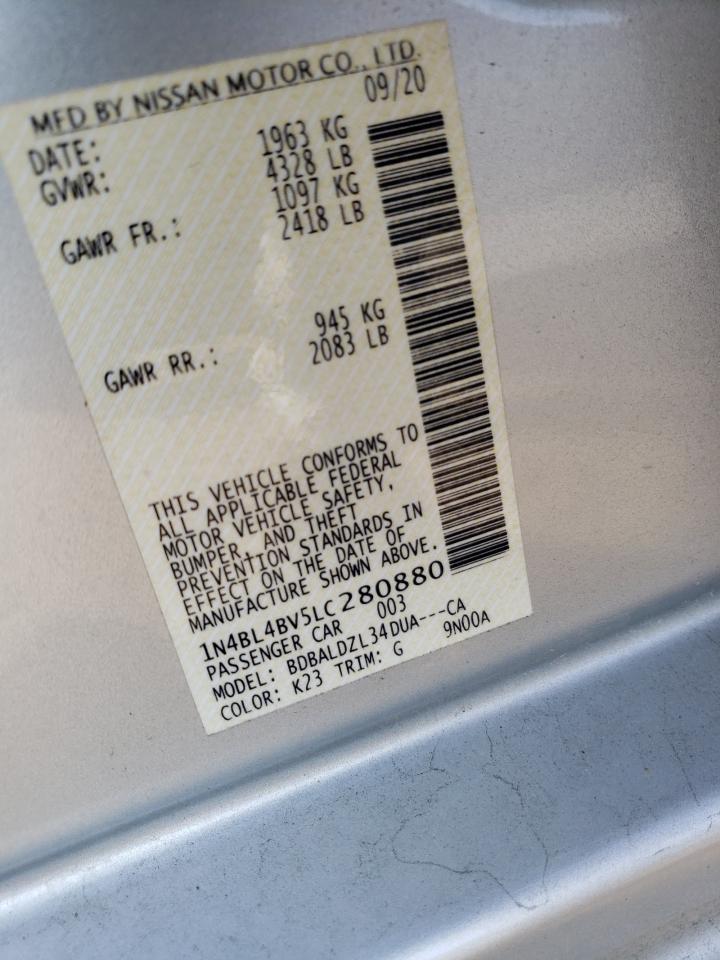 MFD BY NISSAN MOTOR CO., LTD.
DATE: 09/20
GVWR: 1963 KG
4328 LB
GAWR FR.: 1097 KG
2418 LB
GAWR RR.: 945 KG
2083 LB
THIS VEHICLE CONFORMS TO
ALL APPLICABLE FEDERAL
MOTOR VEHICLE SAFETY,
BUMPER, AND THEFT
PREVENTION STANDARDS IN
EFFECT ON THE DATE OF
MANUFACTURE SHOWN ABOVE.
1N4BL4BV5LC280880
PASSENGER CAR 003
MODEL: BDBALDZL34DUA---CA
COLOR: K23 TRIM: G 9N00A